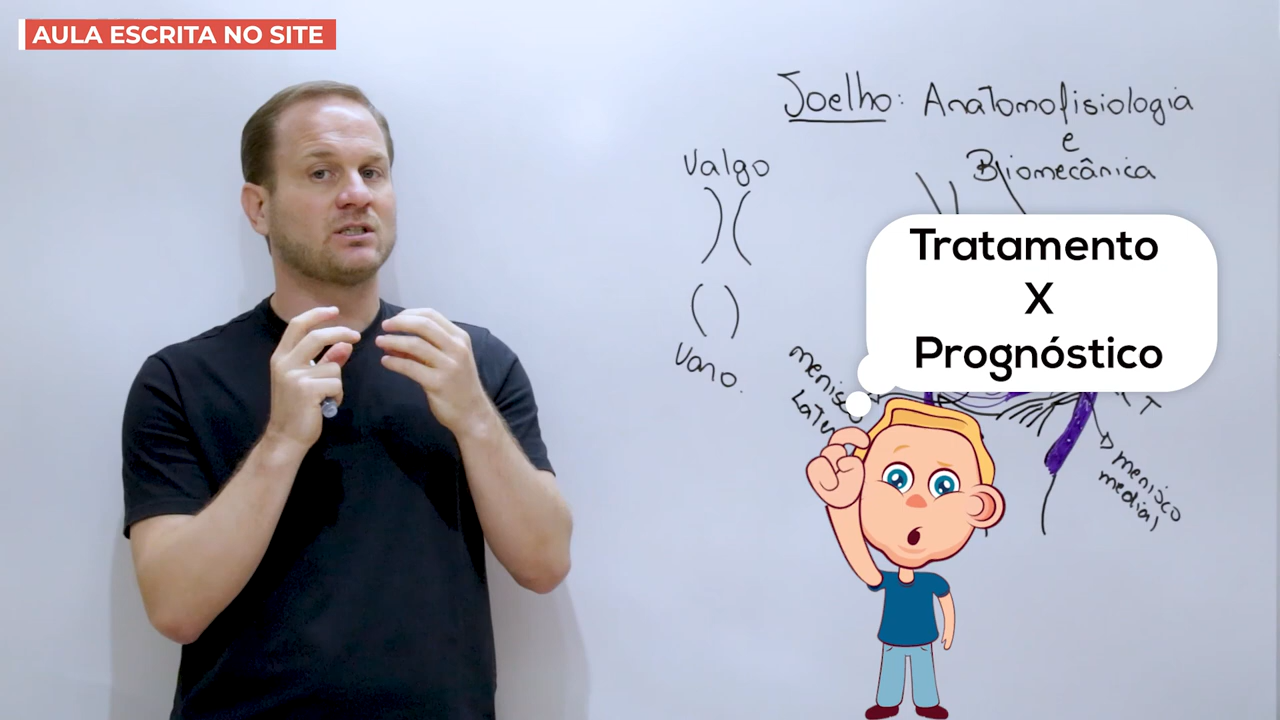 AULA ESCRITA NO SITE
Joelho: Anatomofisiologia
e
Biomecânica
Valgo
Varo.
Tratamento
X
Prognóstico
menisco
medial